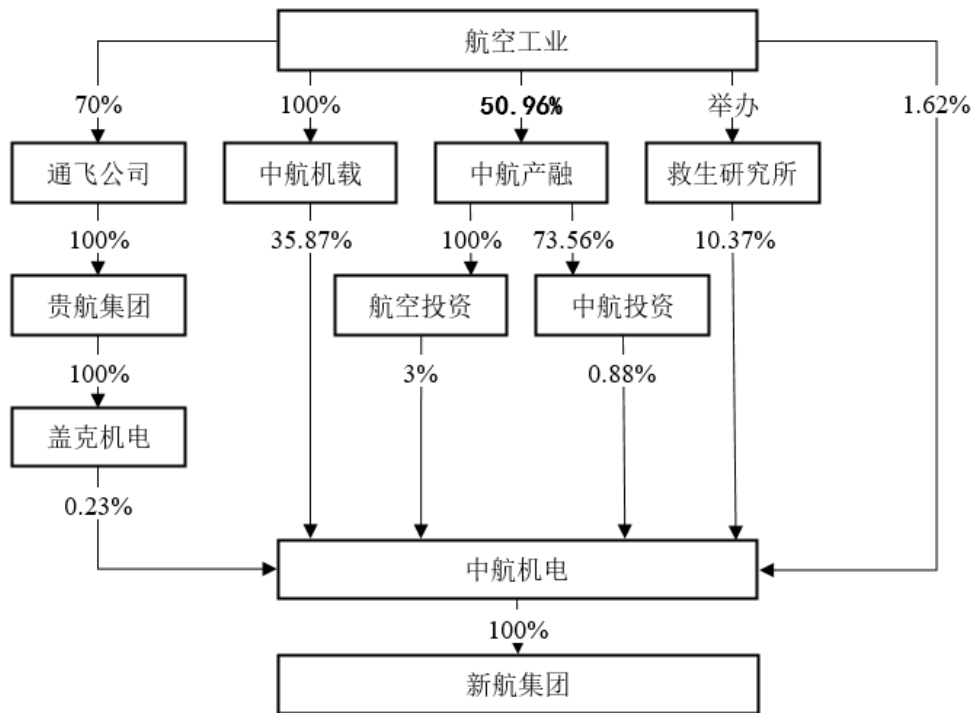 航空工业
70%
100%
50.96%
举办
1.62%
通飞公司
中航机载
中航产融
救生研究所
100%
35.87%
100%
73.56%
10.37%
贵航集团
航空投资
中航投资
100%
3%
0.88%
盖克机电
0.23%
中航机电
100%
新航集团